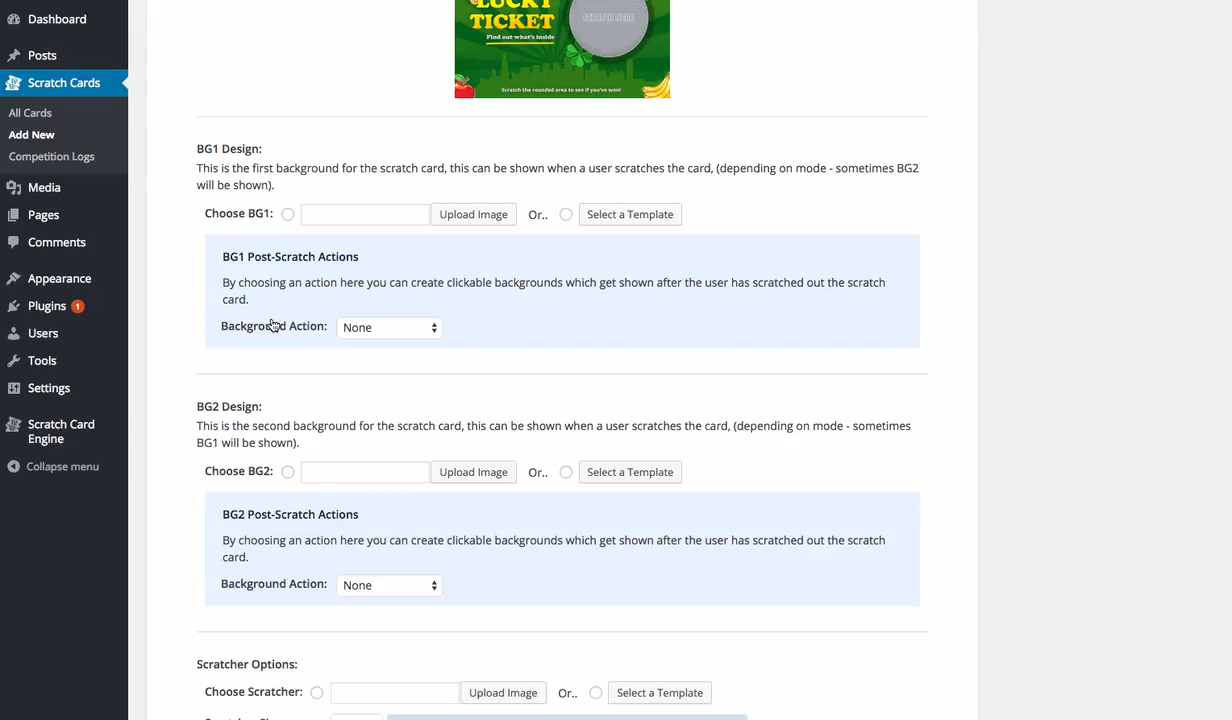 Dashboard
Posts
Scratch Cards
All Cards
Add New
Competition Logs
Media
Pages
Comments
Appearance
Plugins 1
Users
Tools
Settings
Scratch Card
Engine
Collapse menu
LUCKY
TICKET
Find out what's inside
SCRATCH HERE
Scratch the rounded area to see if you've won!
BG1 Design:
This is the first background for the scratch card, this can be shown when a user scratches the card, (depending on mode - sometimes BG2
will be shown).
Choose BG1: Upload Image Or.. Select a Template
BG1 Post-Scratch Actions
By choosing an action here you can create clickable backgrounds which get shown after the user has scratched out the scratch
card.
Background Action: None
BG2 Design:
This is the second background for the scratch card, this can be shown when a user scratches the card, (depending on mode - sometimes
BG1 will be shown).
Choose BG2: Upload Image Or.. Select a Template
BG2 Post-Scratch Actions
By choosing an action here you can create clickable backgrounds which get shown after the user has scratched out the scratch
card.
Background Action: None
Scratcher Options:
Choose Scratcher: Upload Image Or.. Select a Template